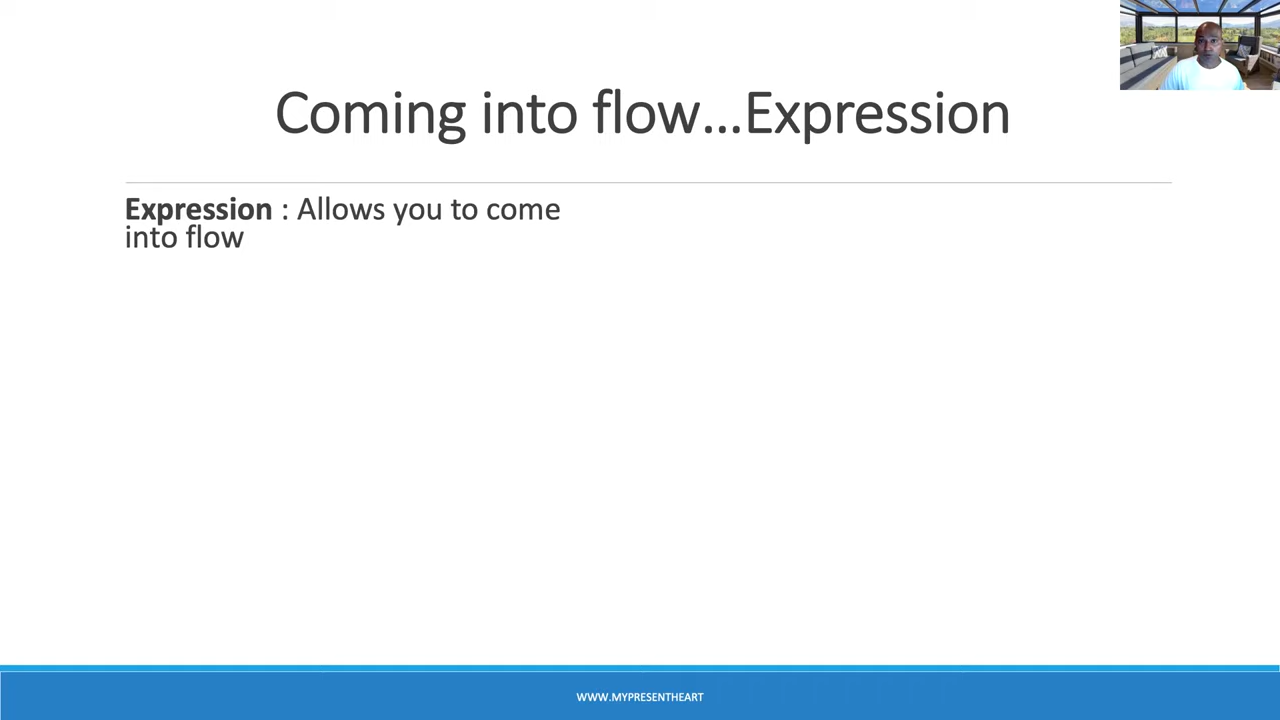 Coming into flow...Expression
Expression : Allows you to come
into flow
WWW.MYPRESENTHEART